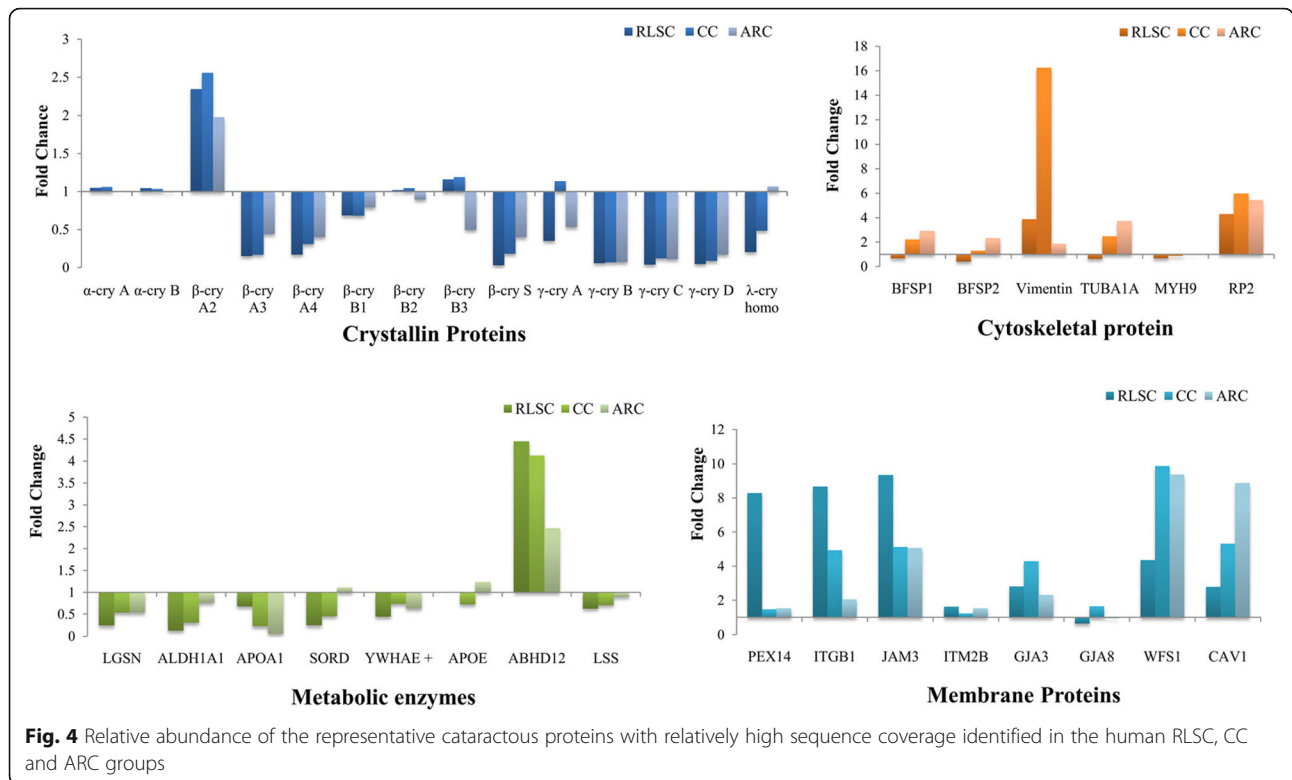 RLSC CC ARC
Fold Chance
3
2.5
2
1.5
1
0.5
0
α-cry A α-cry B β-cry A2 β-cry A3 β-cry A4 β-cry B1 β-cry B2 β-cry B3 β-cry S γ-cry A γ-cry B γ-cry C γ-cry D λ-cry homo
Crystallin Proteins
RLSC CC ARC
Fold Change
18
16
14
12
10
8
6
4
2
0
BFSP1 BFSP2 Vimentin TUBA1A MYH9 RP2
Cytoskeletal protein
RLSC CC ARC
Fold Change
5
4.5
4
3.5
3
2.5
2
1.5
1
0.5
0
LGSN ALDH1A1 APOA1 SORD YWHAE + APOE ABHD12 LSS
Metabolic enzymes
RLSC CC ARC
Fold Change
12
10
8
6
4
2
0
PEX14 ITGB1 JAM3 ITM2B GJA3 GJA8 WFS1 CAV1
Membrane Proteins
Fig. 4 Relative abundance of the representative cataractous proteins with relatively high sequence coverage identified in the human RLSC, CC
and ARC groups